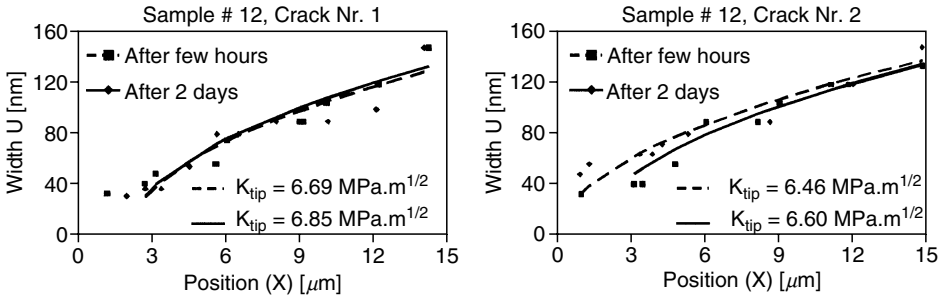 Sample # 12, Crack Nr. 1
160
120
80
40
0
Width U [nm]
After few hours
After 2 days
K_tip = 6.69 MPa.m^1/2
K_tip = 6.85 MPa.m^1/2
0 3 6 9 12 15
Position (X) [μm]
Sample # 12, Crack Nr. 2
160
120
80
40
0
Width U [nm]
After few hours
After 2 days
K_tip = 6.46 MPa.m^1/2
K_tip = 6.60 MPa.m^1/2
0 3 6 9 12 15
Position (X) [μm]